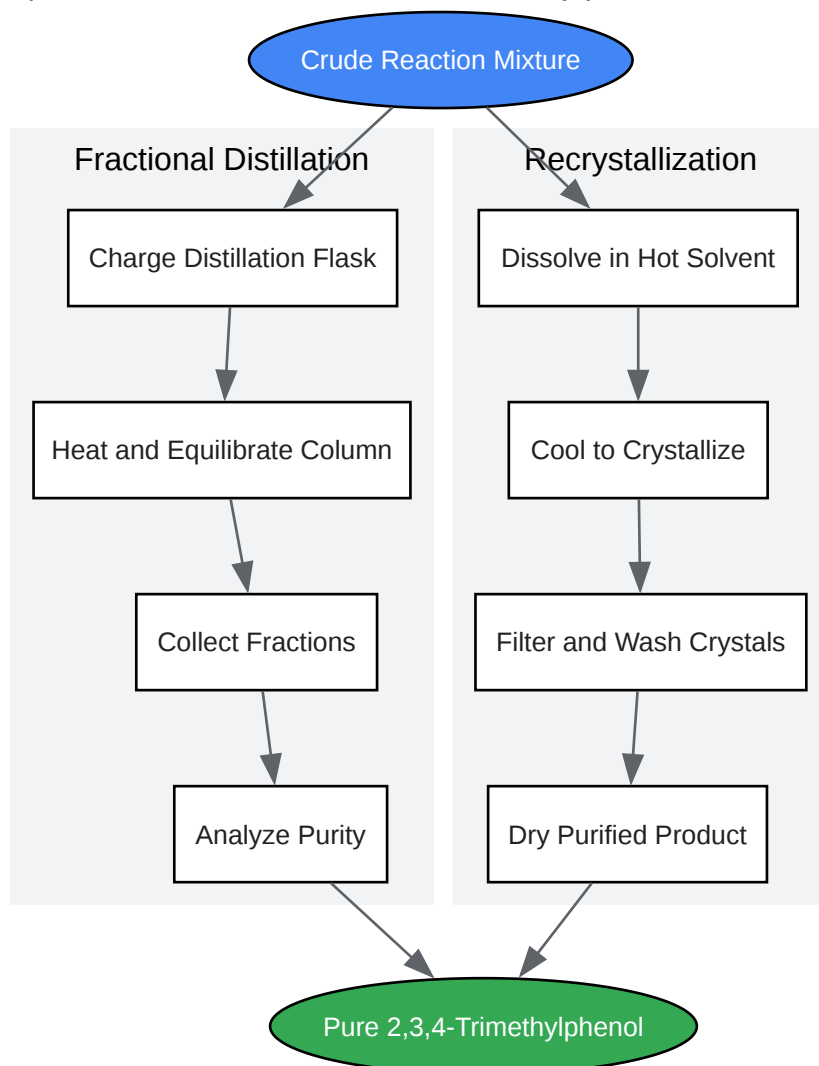 Crude Reaction Mixture
Fractional Distillation
Recrystallization
Charge Distillation Flask
Dissolve in Hot Solvent
Heat and Equilibrate Column
Cool to Crystallize
Collect Fractions
Filter and Wash Crystals
Analyze Purity
Dry Purified Product
Pure 2,3,4-Trimethylphenol